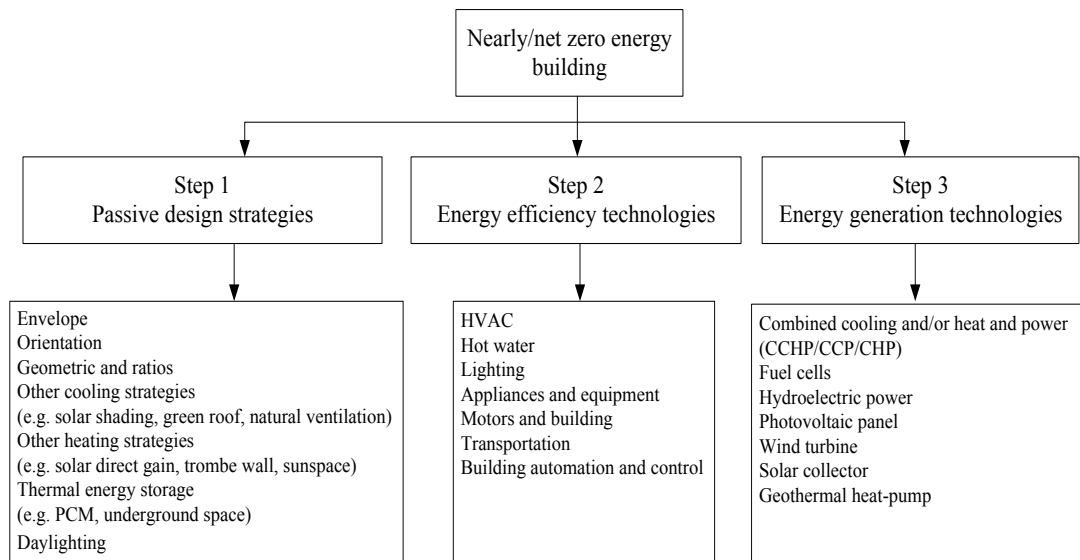 Nearly/net zero energy
building
Step 1
Passive design strategies
Step 2
Energy efficiency technologies
Step 3
Energy generation technologies
Envelope
Orientation
Geometric and ratios
Other cooling strategies
(e.g. solar shading, green roof, natural ventilation)
Other heating strategies
(e.g. solar direct gain, trombe wall, sunspace)
Thermal energy storage
(e.g. PCM, underground space)
Daylighting
HVAC
Hot water
Lighting
Appliances and equipment
Motors and building
Transportation
Building automation and control
Combined cooling and/or heat and power
(CCHP/CCP/CHP)
Fuel cells
Hydroelectric power
Photovoltaic panel
Wind turbine
Solar collector
Geothermal heat-pump